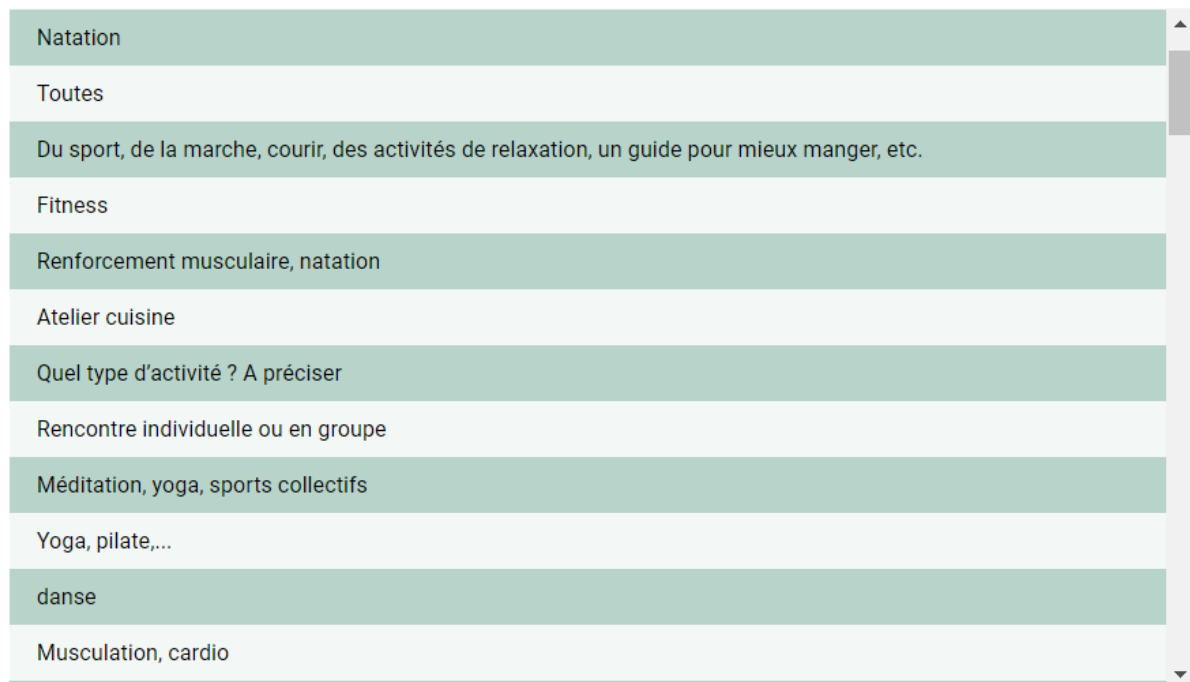 Natation
Toutes
Du sport, de la marche, courir, des activités de relaxation, un guide pour mieux manger, etc.
Fitness
Renforcement musculaire, natation
Atelier cuisine
Quel type d’activité ? A préciser
Rencontre individuelle ou en groupe
Méditation, yoga, sports collectifs
Yoga, pilate,...
danse
Musculation, cardio